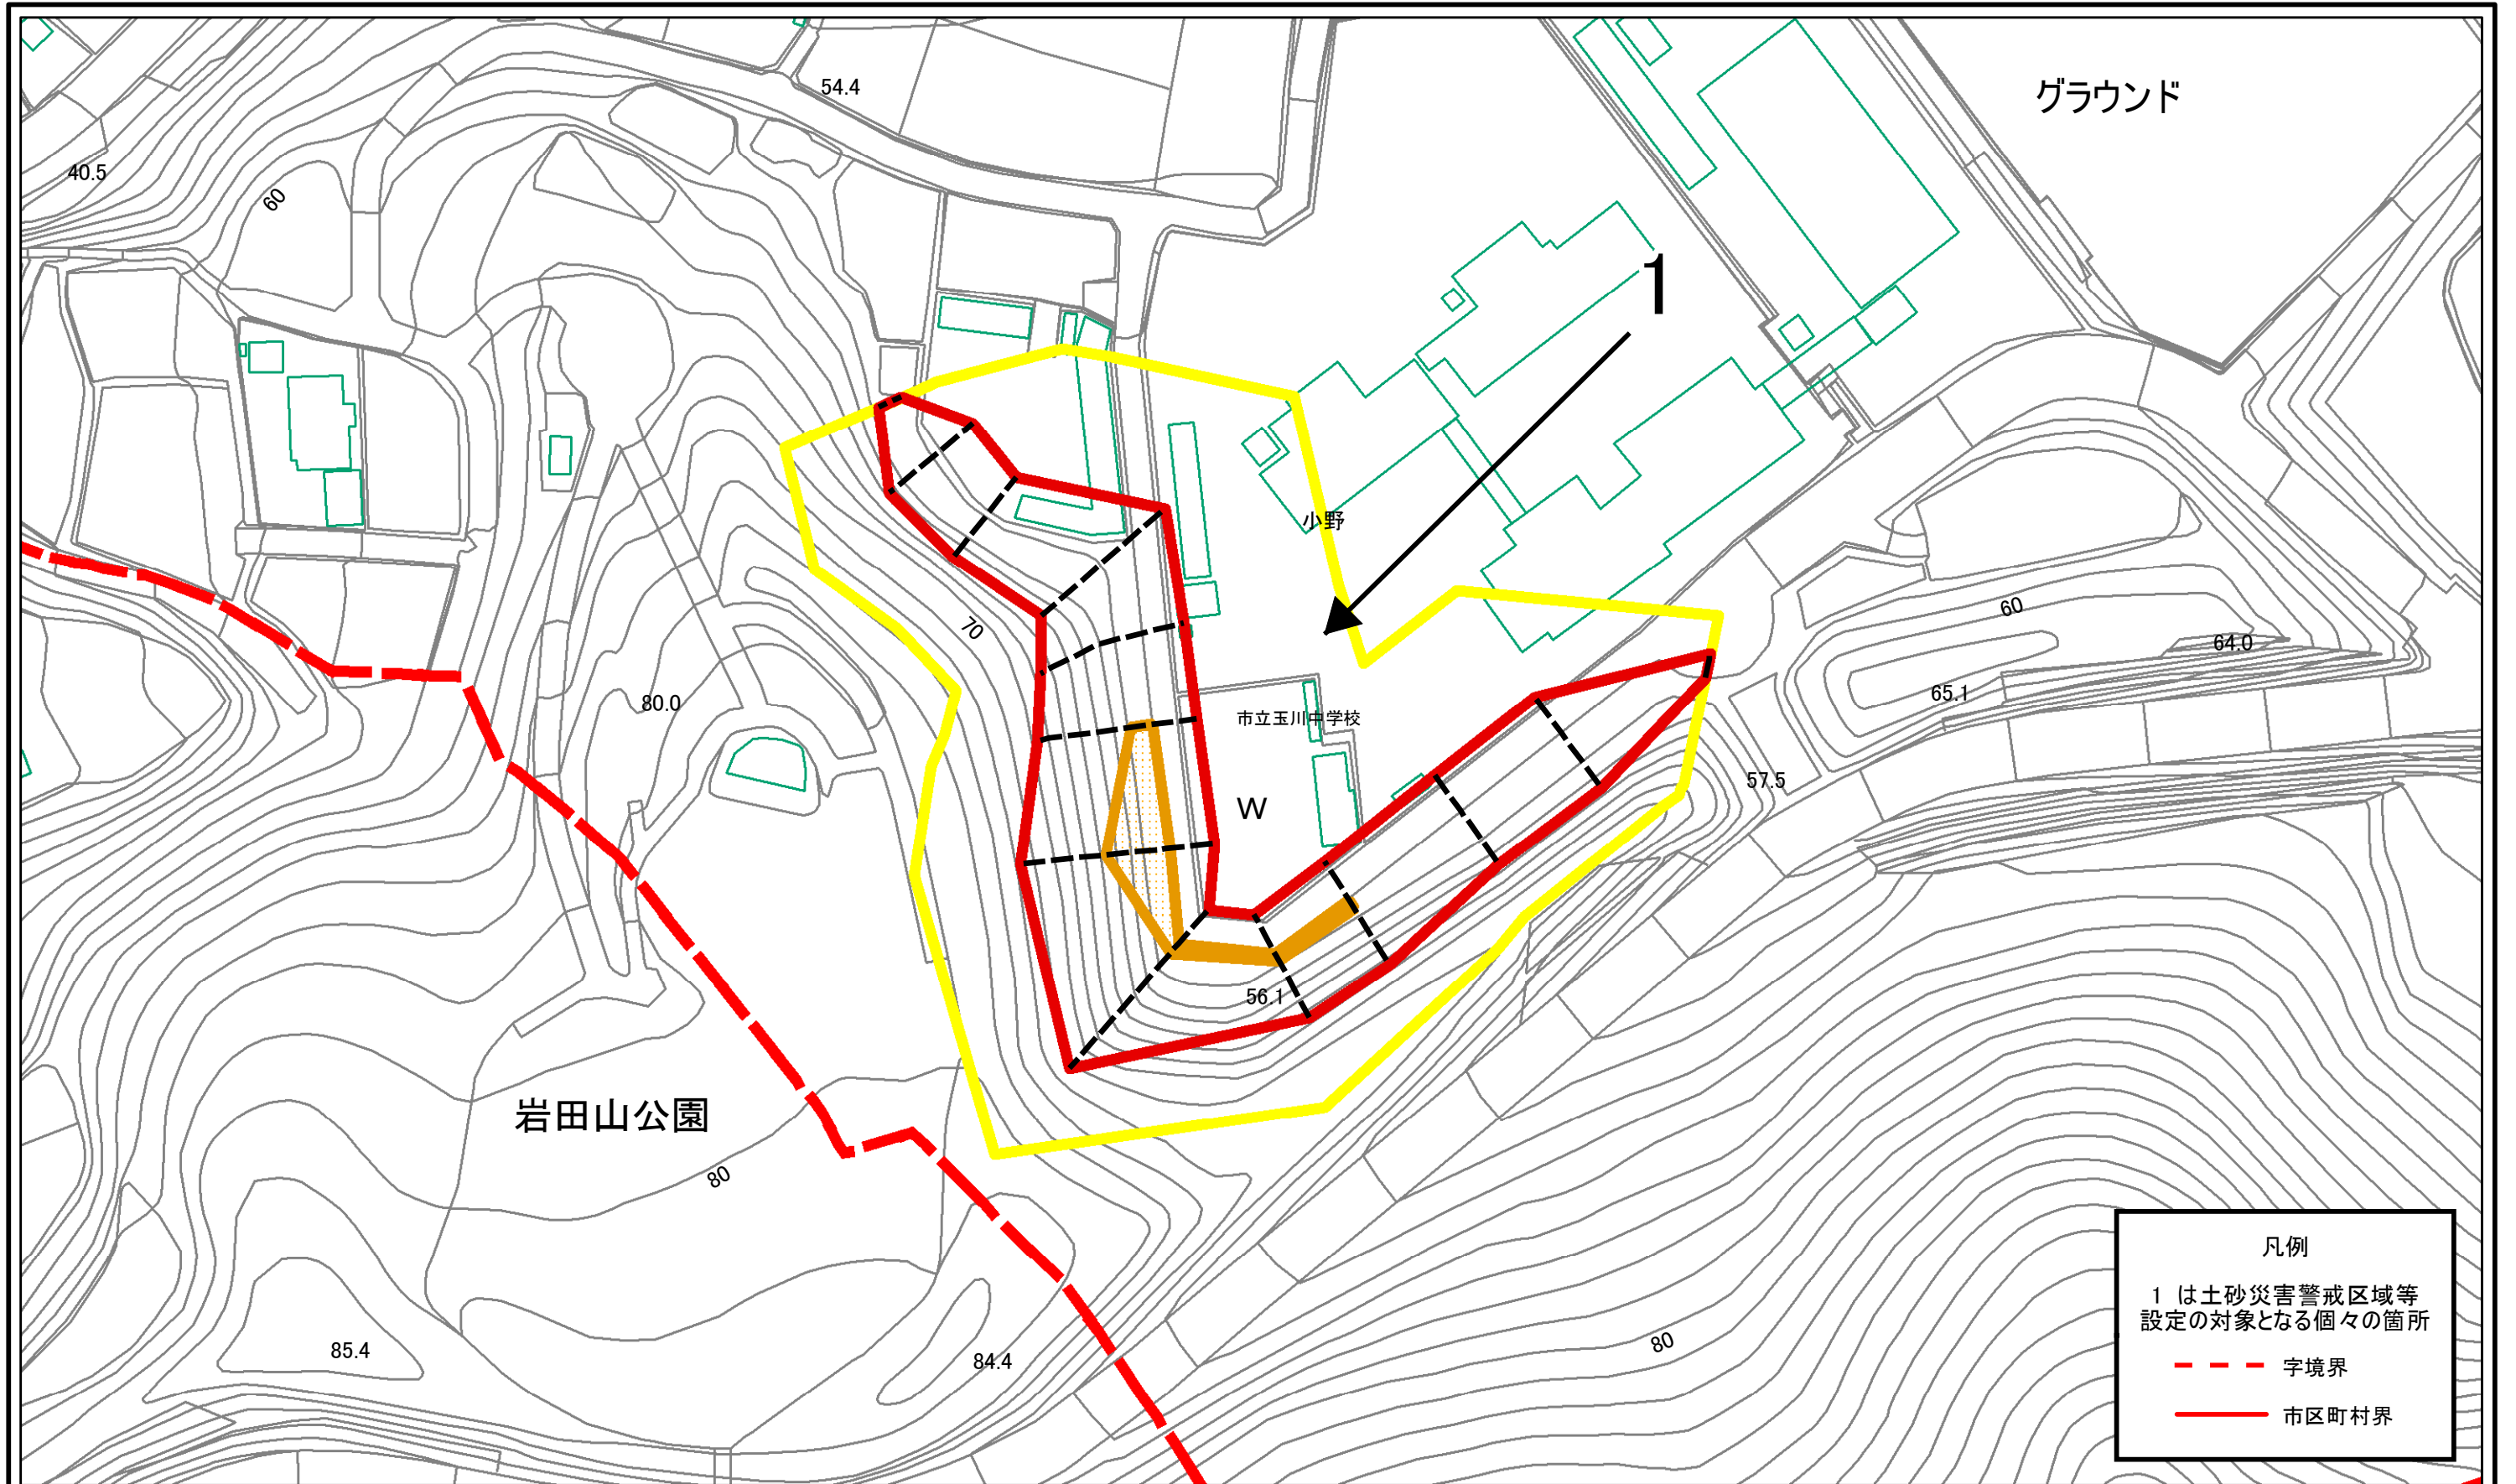 グラウンド
54.4
40.5
60
1
小野
60
70
64.0
65.1
80.0
市立玉川中学校
57.5
W
56.1
岩田山公園
80
85.4
84.4
80
凡例
1 は土砂災害警戒区域等
設定の対象となる個々の箇所
字境界
市区町村界